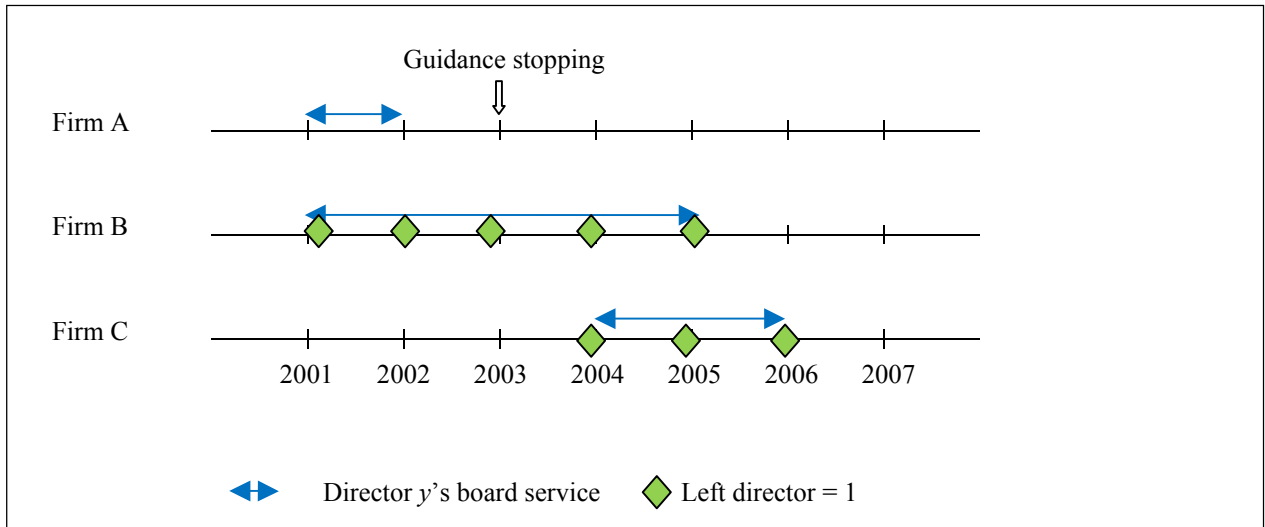 Guidance stopping
Firm A
Firm B
Firm C
2001 2002 2003 2004 2005 2006 2007
Director y's board service Left director = 1